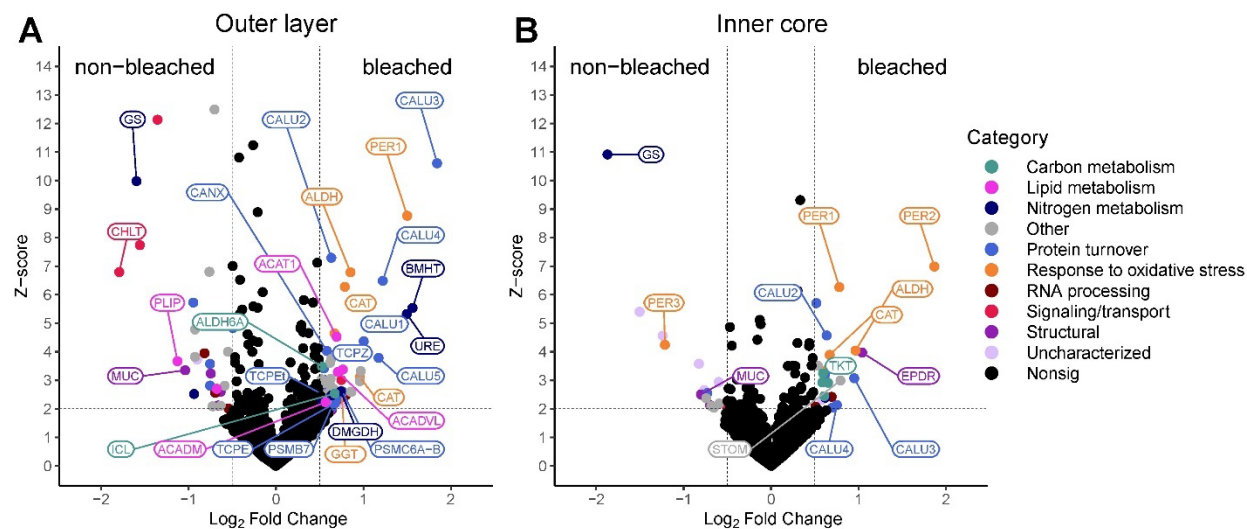 A
Outer layer
B
Inner core
non−bleached
bleached
non−bleached
bleached
Category
Carbon metabolism
Lipid metabolism
Nitrogen metabolism
Other
Protein turnover
Response to oxidative stress
RNA processing
Signaling/transport
Structural
Uncharacterized
Nonsig
Z−score
14
13
12
11
10
9
8
7
6
5
4
3
2
1
0
GS
CALU2
CALU3
PER1
CANX
ALDH
CHLT
CALU4
ACAT1
BMHT
PLIP
CAT
ALDH6A
CALU1
URE
TCPZ
MUC
TCPEt
CALU5
CAT
ACADVL
DMGDH
ICL
ACADM
TCPE
PSMB7
GGT
PSMC6A−B
−2
−1
0
1
2
Log2 Fold Change
Z−score
14
13
12
11
10
9
8
7
6
5
4
3
2
1
0
GS
PER1
PER2
PER3
CALU2
ALDH
CAT
MUC
TKT
EPDR
STOM
CALU4
CALU3
−2
−1
0
1
2
Log2 Fold Change